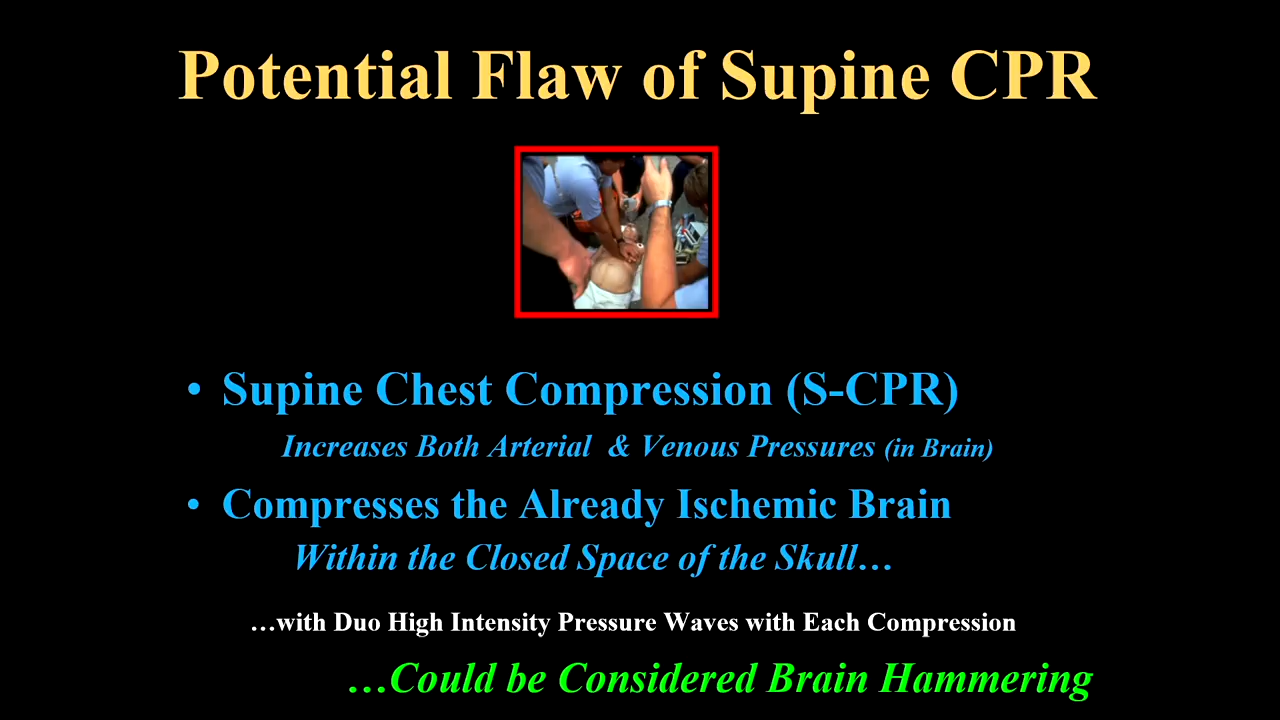 Potential Flaw of Supine CPR
• Supine Chest Compression (S-CPR)
Increases Both Arterial & Venous Pressures (in Brain)
• Compresses the Already Ischemic Brain
Within the Closed Space of the Skull…
…with Duo High Intensity Pressure Waves with Each Compression
…Could be Considered Brain Hammering